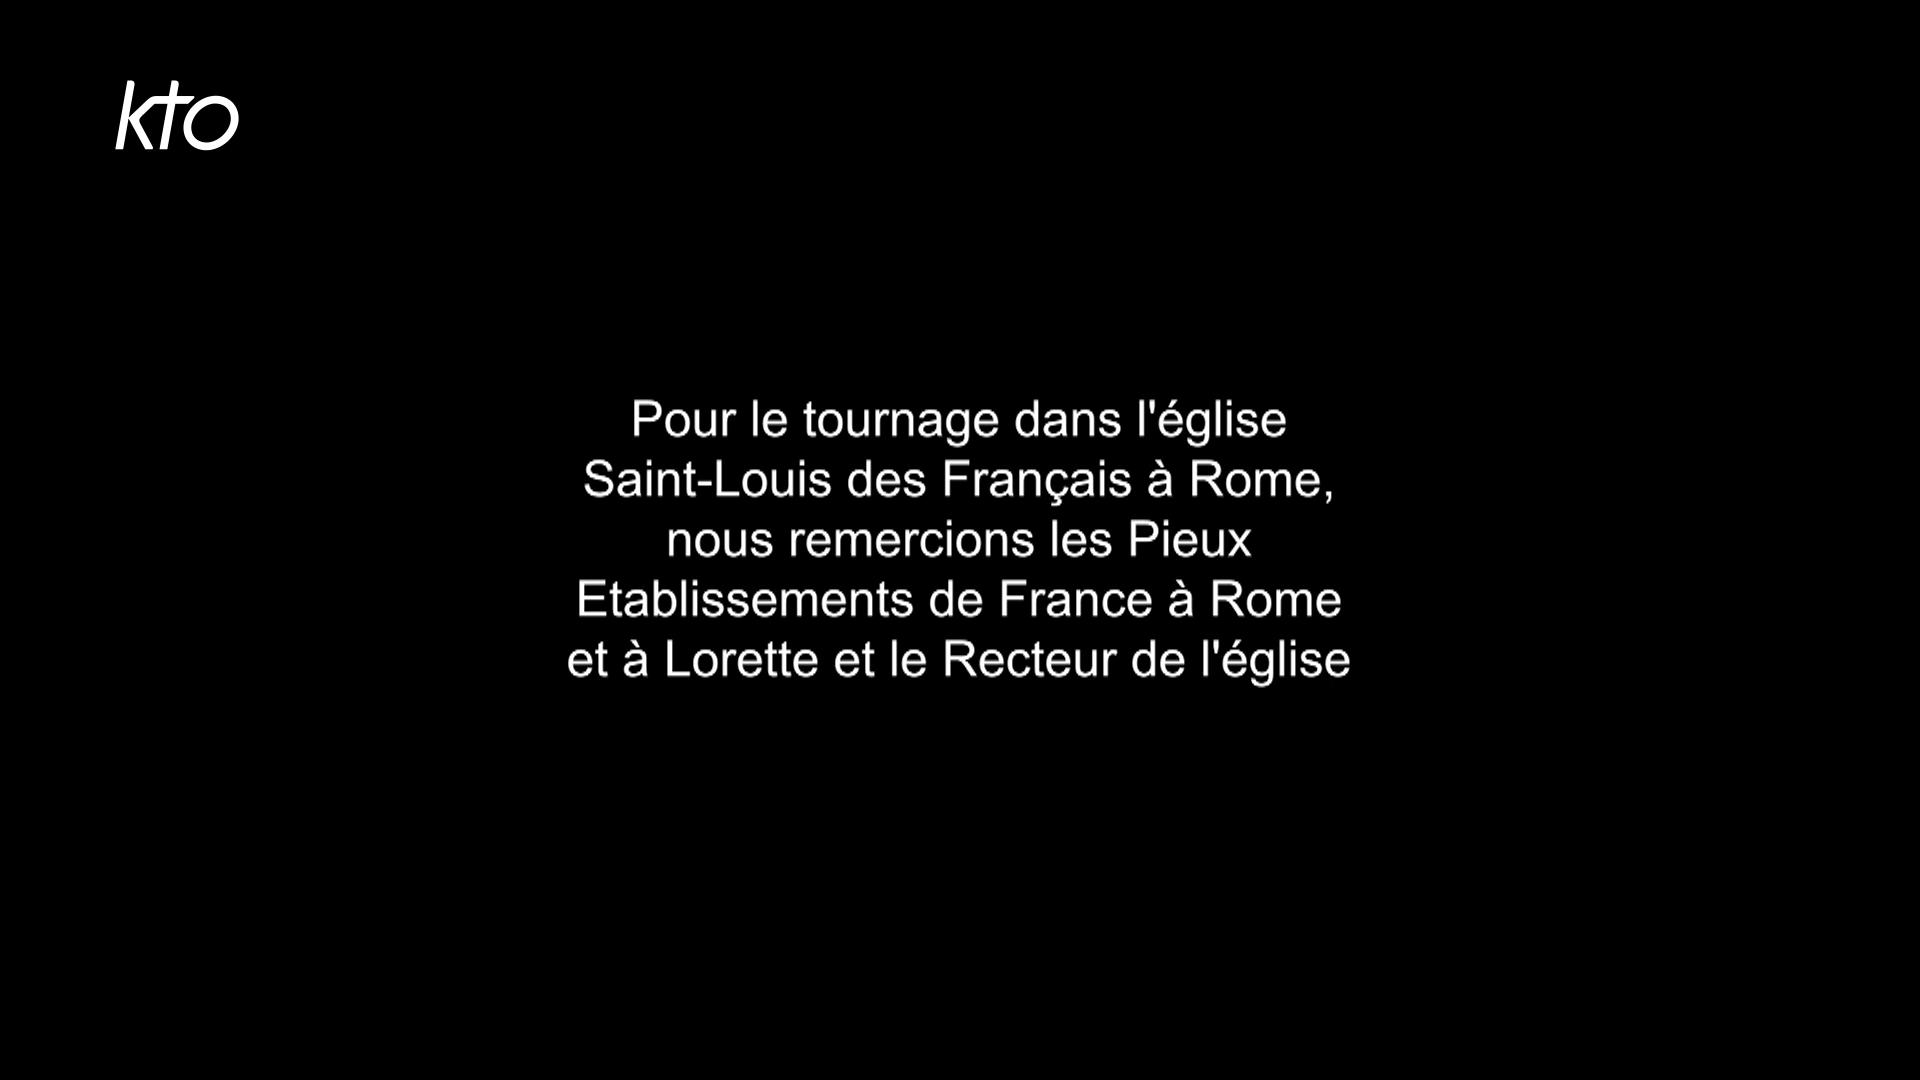 kto
Pour le tournage dans l'église
Saint-Louis des Français à Rome,
nous remercions les Pieux
Etablissements de France à Rome
et à Lorette et le Recteur de l'église